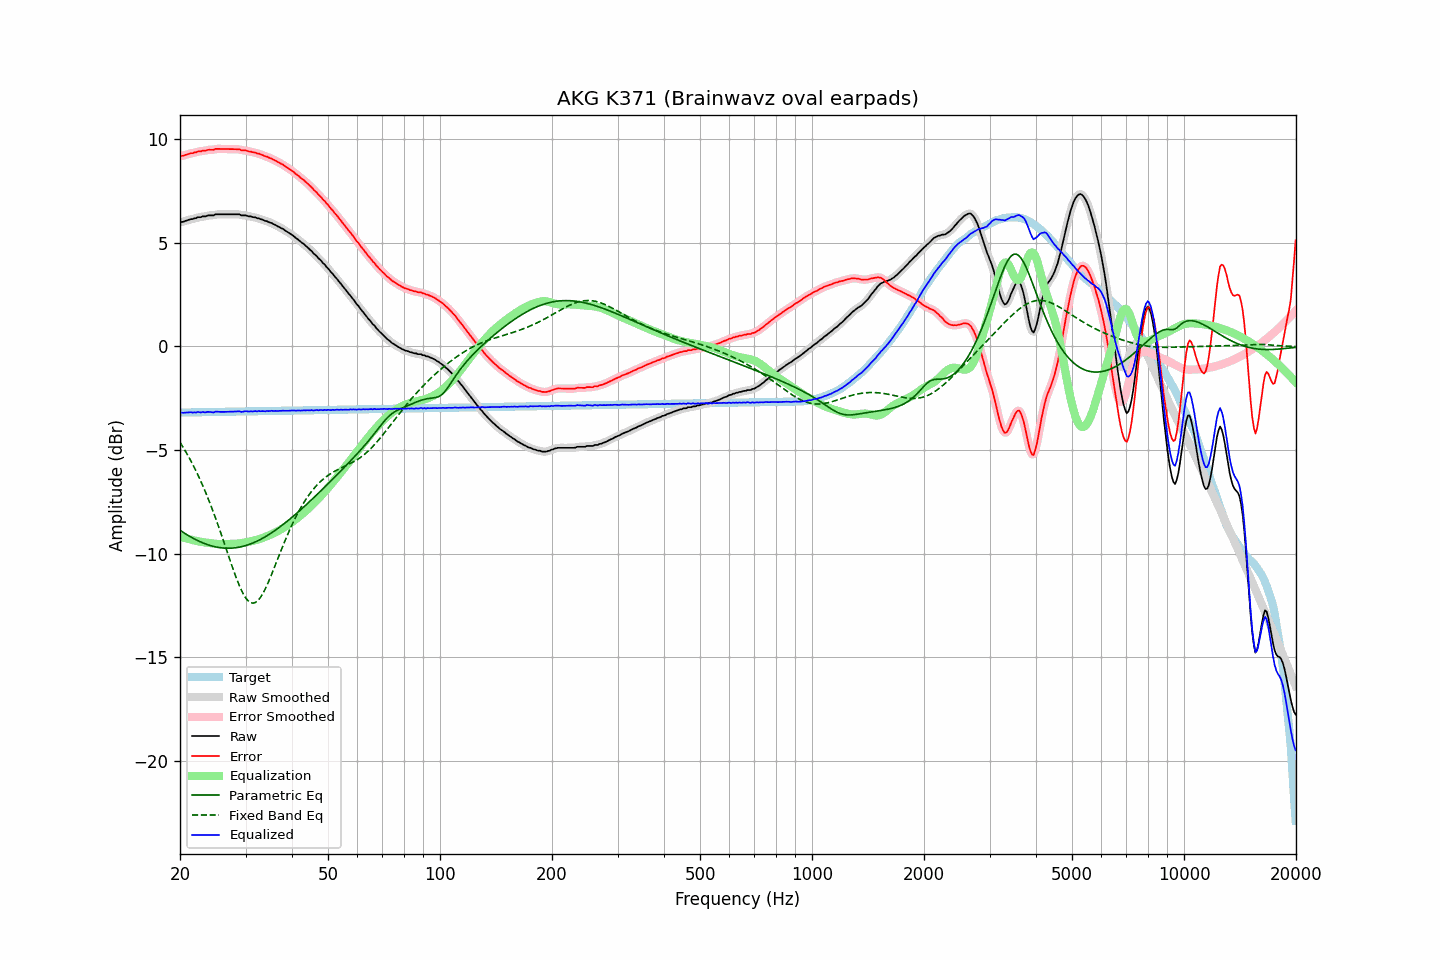 AKG K371 (Brainwavz oval earpads)
Amplitude (dBr)
10
5
0
−5
−10
−15
−20
Target
Raw Smoothed
Error Smoothed
Raw
Error
Equalization
Parametric Eq
Fixed Band Eq
Equalized
20 50 100 200 500 1000 2000 5000 10000 20000
Frequency (Hz)